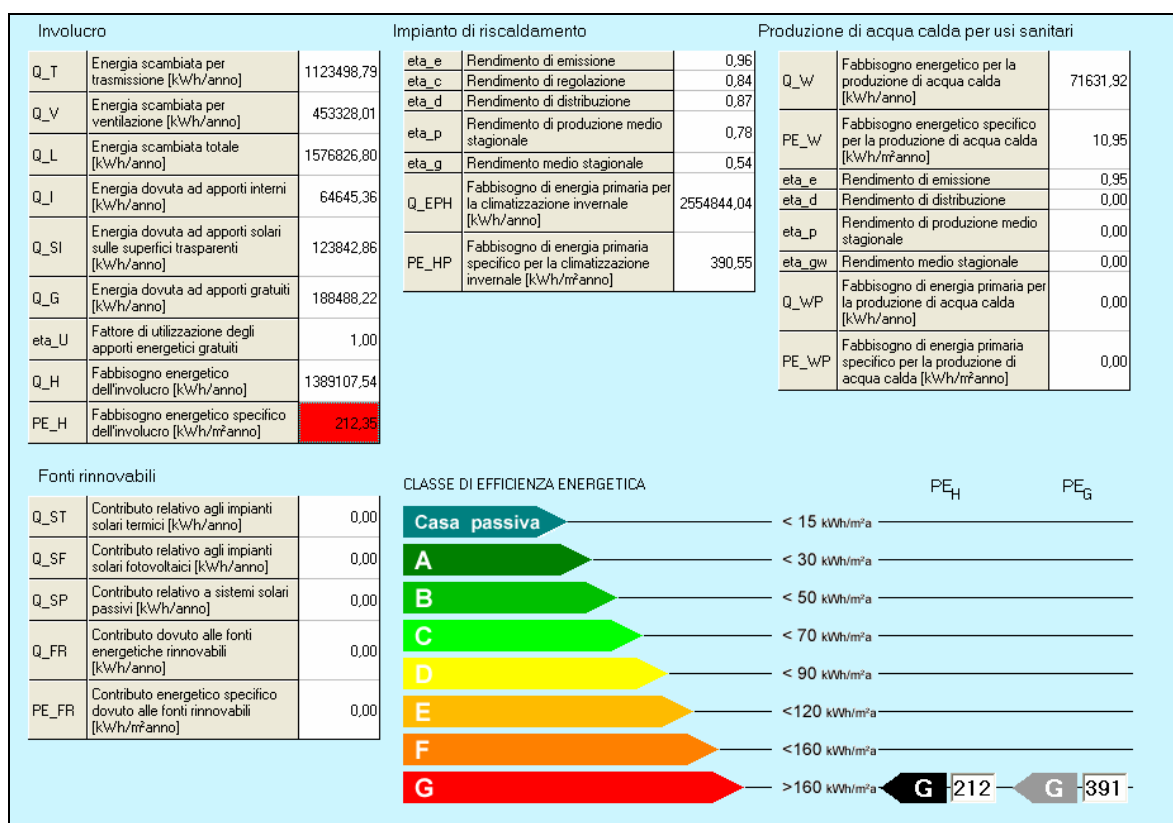 Involucro
Q_T Energia scambiata per
trasmissione [kWh/anno] 1123498,79
Q_V Energia scambiata per
ventilazione [kWh/anno] 453328,01
Q_L Energia scambiata totale
[kWh/anno] 1576826,80
Q_I Energia dovuta ad apporti interni
[kWh/anno] 64645,36
Q_SI Energia dovuta ad apporti solari
sulle superfici trasparenti
[kWh/anno] 123842,86
Q_G Energia dovuta ad apporti gratuiti
[kWh/anno] 188488,22
eta_U Fattore di utilizzazione degli
apporti energetici gratuiti 1,00
Q_H Fabbisogno energetico
dell'involucro [kWh/anno] 1389107,54
PE_H Fabbisogno energetico specifico
dell'involucro [kWh/m²anno] 212,35
Impianto di riscaldamento
eta_e Rendimento di emissione 0,96
eta_c Rendimento di regolazione 0,84
eta_d Rendimento di distribuzione 0,87
eta_p Rendimento di produzione medio
stagionale 0,78
eta_g Rendimento medio stagionale 0,54
Q_EPH Fabbisogno di energia primaria per
la climatizzazione invernale
[kWh/anno] 2554844,04
PE_HP Fabbisogno di energia primaria
specifico per la climatizzazione
invernale [kWh/m²anno] 390,55
Produzione di acqua calda per usi sanitari
Q_W Fabbisogno energetico per la
produzione di acqua calda
[kWh/anno] 71631,92
PE_W Fabbisogno energetico specifico
per la produzione di acqua calda
[kWh/m²anno] 10,95
eta_e Rendimento di emissione 0,95
eta_d Rendimento di distribuzione 0,00
eta_p Rendimento di produzione medio
stagionale 0,00
eta_gw Rendimento medio stagionale 0,00
Q_WP Fabbisogno di energia primaria per
la produzione di acqua calda
[kWh/anno] 0,00
PE_WP Fabbisogno di energia primaria
specifico per la produzione di
acqua calda [kWh/m²anno] 0,00
Fonti rinnovabili
Q_ST Contributo relativo agli impianti
solari termici [kWh/anno] 0,00
Q_SF Contributo relativo agli impianti
solari fotovoltaici [kWh/anno] 0,00
Q_SP Contributo relativo a sistemi solari
passivi [kWh/anno] 0,00
Q_FR Contributo dovuto alle fonti
energetiche rinnovabili
[kWh/anno] 0,00
PE_FR Contributo energetico specifico
dovuto alle fonti rinnovabili
[kWh/m²anno] 0,00
CLASSE DI EFFICIENZA ENERGETICA PEH PEG
Casa passiva < 15 kWh/m²a
A < 30 kWh/m²a
B < 50 kWh/m²a
C < 70 kWh/m²a
D < 90 kWh/m²a
E <120 kWh/m²a
F <160 kWh/m²a
G >160 kWh/m²a G 212 G 391